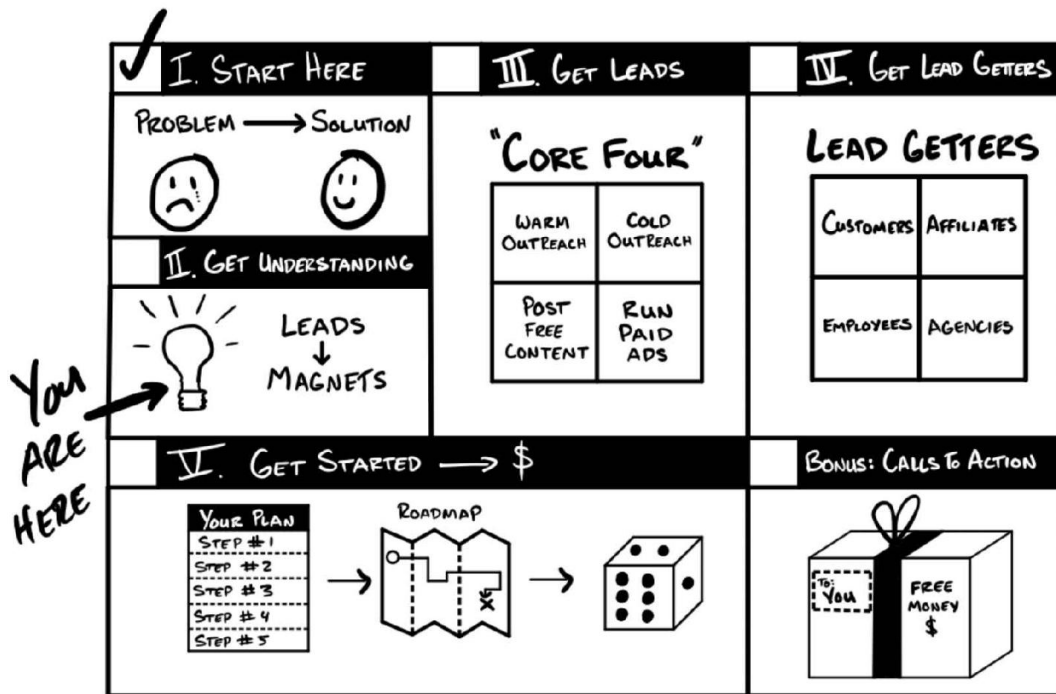 I. START HERE
PROBLEM → SOLUTION
II. GET UNDERSTANDING
LEADS
↓
MAGNETS
YOU
ARE
HERE
III. GET LEADS
"CORE FOUR"
WARM
OUTREACH
COLD
OUTREACH
POST
FREE
CONTENT
RUN
PAID
ADS
IV. GET LEAD GETTERS
LEAD GETTERS
CUSTOMERS
AFFILIATES
EMPLOYEES
AGENCIES
V. GET STARTED → $
YOUR PLAN
STEP #1
STEP #2
STEP #3
STEP #4
STEP #5
ROADMAP
X
BONUS: CALLS TO ACTION
TO:
YOU
FREE
MONEY
$